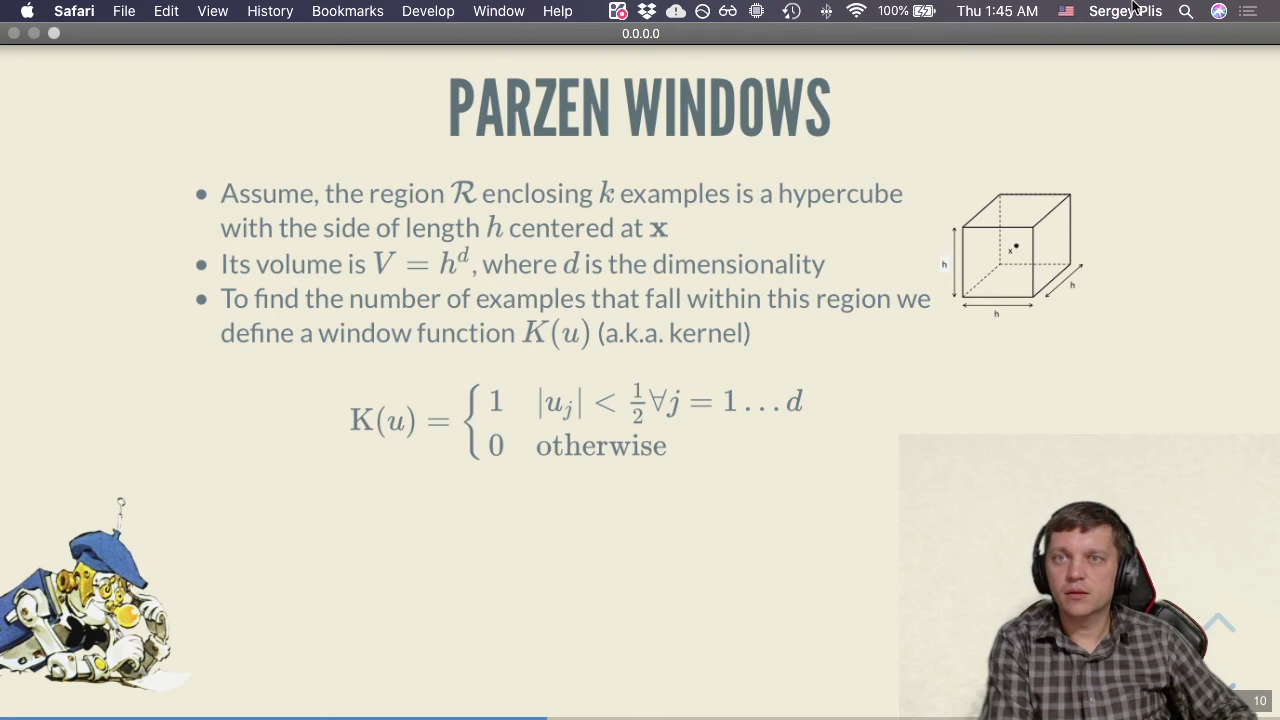 Safari File Edit View History Bookmarks Develop Window Help 100% Thu 1:45 AM Sergey Plis
0.0.0.0
PARZEN WINDOWS
• Assume, the region ℛ enclosing k examples is a hypercube
with the side of length h centered at x
• Its volume is V = h^d, where d is the dimensionality
• To find the number of examples that fall within this region we
define a window function K(u) (a.k.a. kernel)
x
h
h
h
K(u) = { 1 |u_j| < 1/2 ∀j = 1 … d
0 otherwise
10